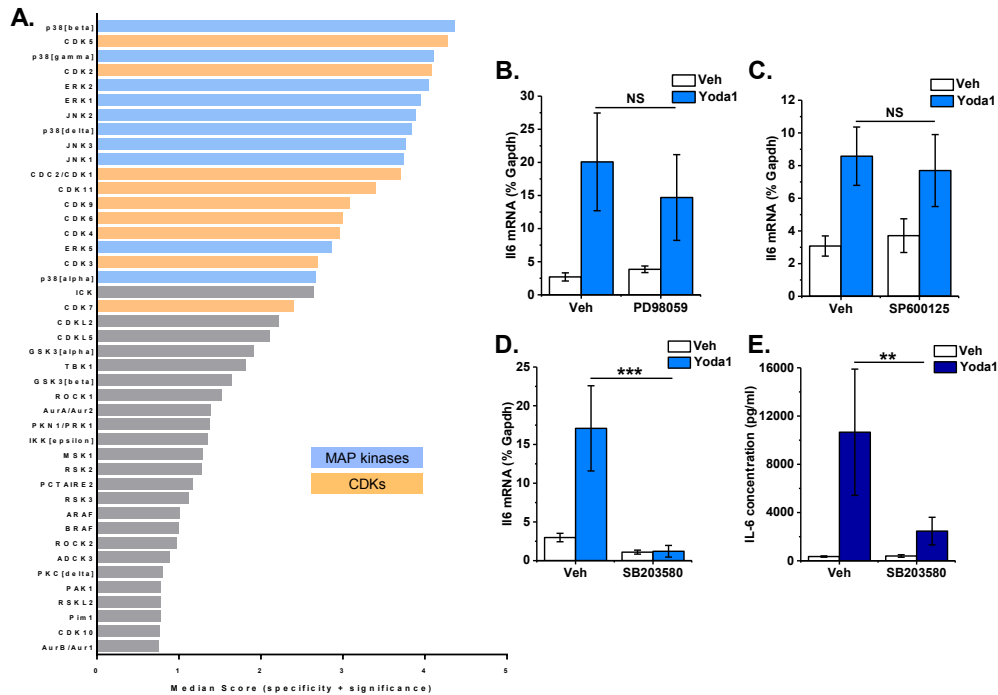 A.
p38[beta]
CDK5
p38[gamma]
CDK2
ERK2
ERK1
JNK2
p38[delta]
JNK3
JNK1
CDC2/CDK1
CDK11
CDK9
CDK6
CDK4
ERK5
CDK3
p38[alpha]
ICK
CDK7
CDKL2
CDKL5
GSK3[alpha]
TBK1
GSK3[beta]
ROCK1
AurA/Aur2
PKN1/PRK1
IKK[epsilon]
MSK1
RSK2
PCTAIRE2
RSK3
ARAF
BRAF
ROCK2
ADCK3
PKC[delta]
PAK1
RSKL2
Pim1
CDK10
AurB/Aur1
0 1 2 3 4 5
Median Score (specificity + significance)
MAP kinases
CDKs
B.
Veh
Yoda1
NS
Il6 mRNA (% Gapdh)
35
30
25
20
15
10
5
0
Veh PD98059
C.
Veh
Yoda1
NS
Il6 mRNA (% Gapdh)
12
10
8
6
4
2
0
Veh SP600125
D.
Veh
Yoda1
***
Il6 mRNA (% Gapdh)
25
20
15
10
5
0
Veh SB203580
E.
Veh
Yoda1
**
IL-6 concentration (pg/ml)
16000
12000
8000
4000
0
Veh SB203580